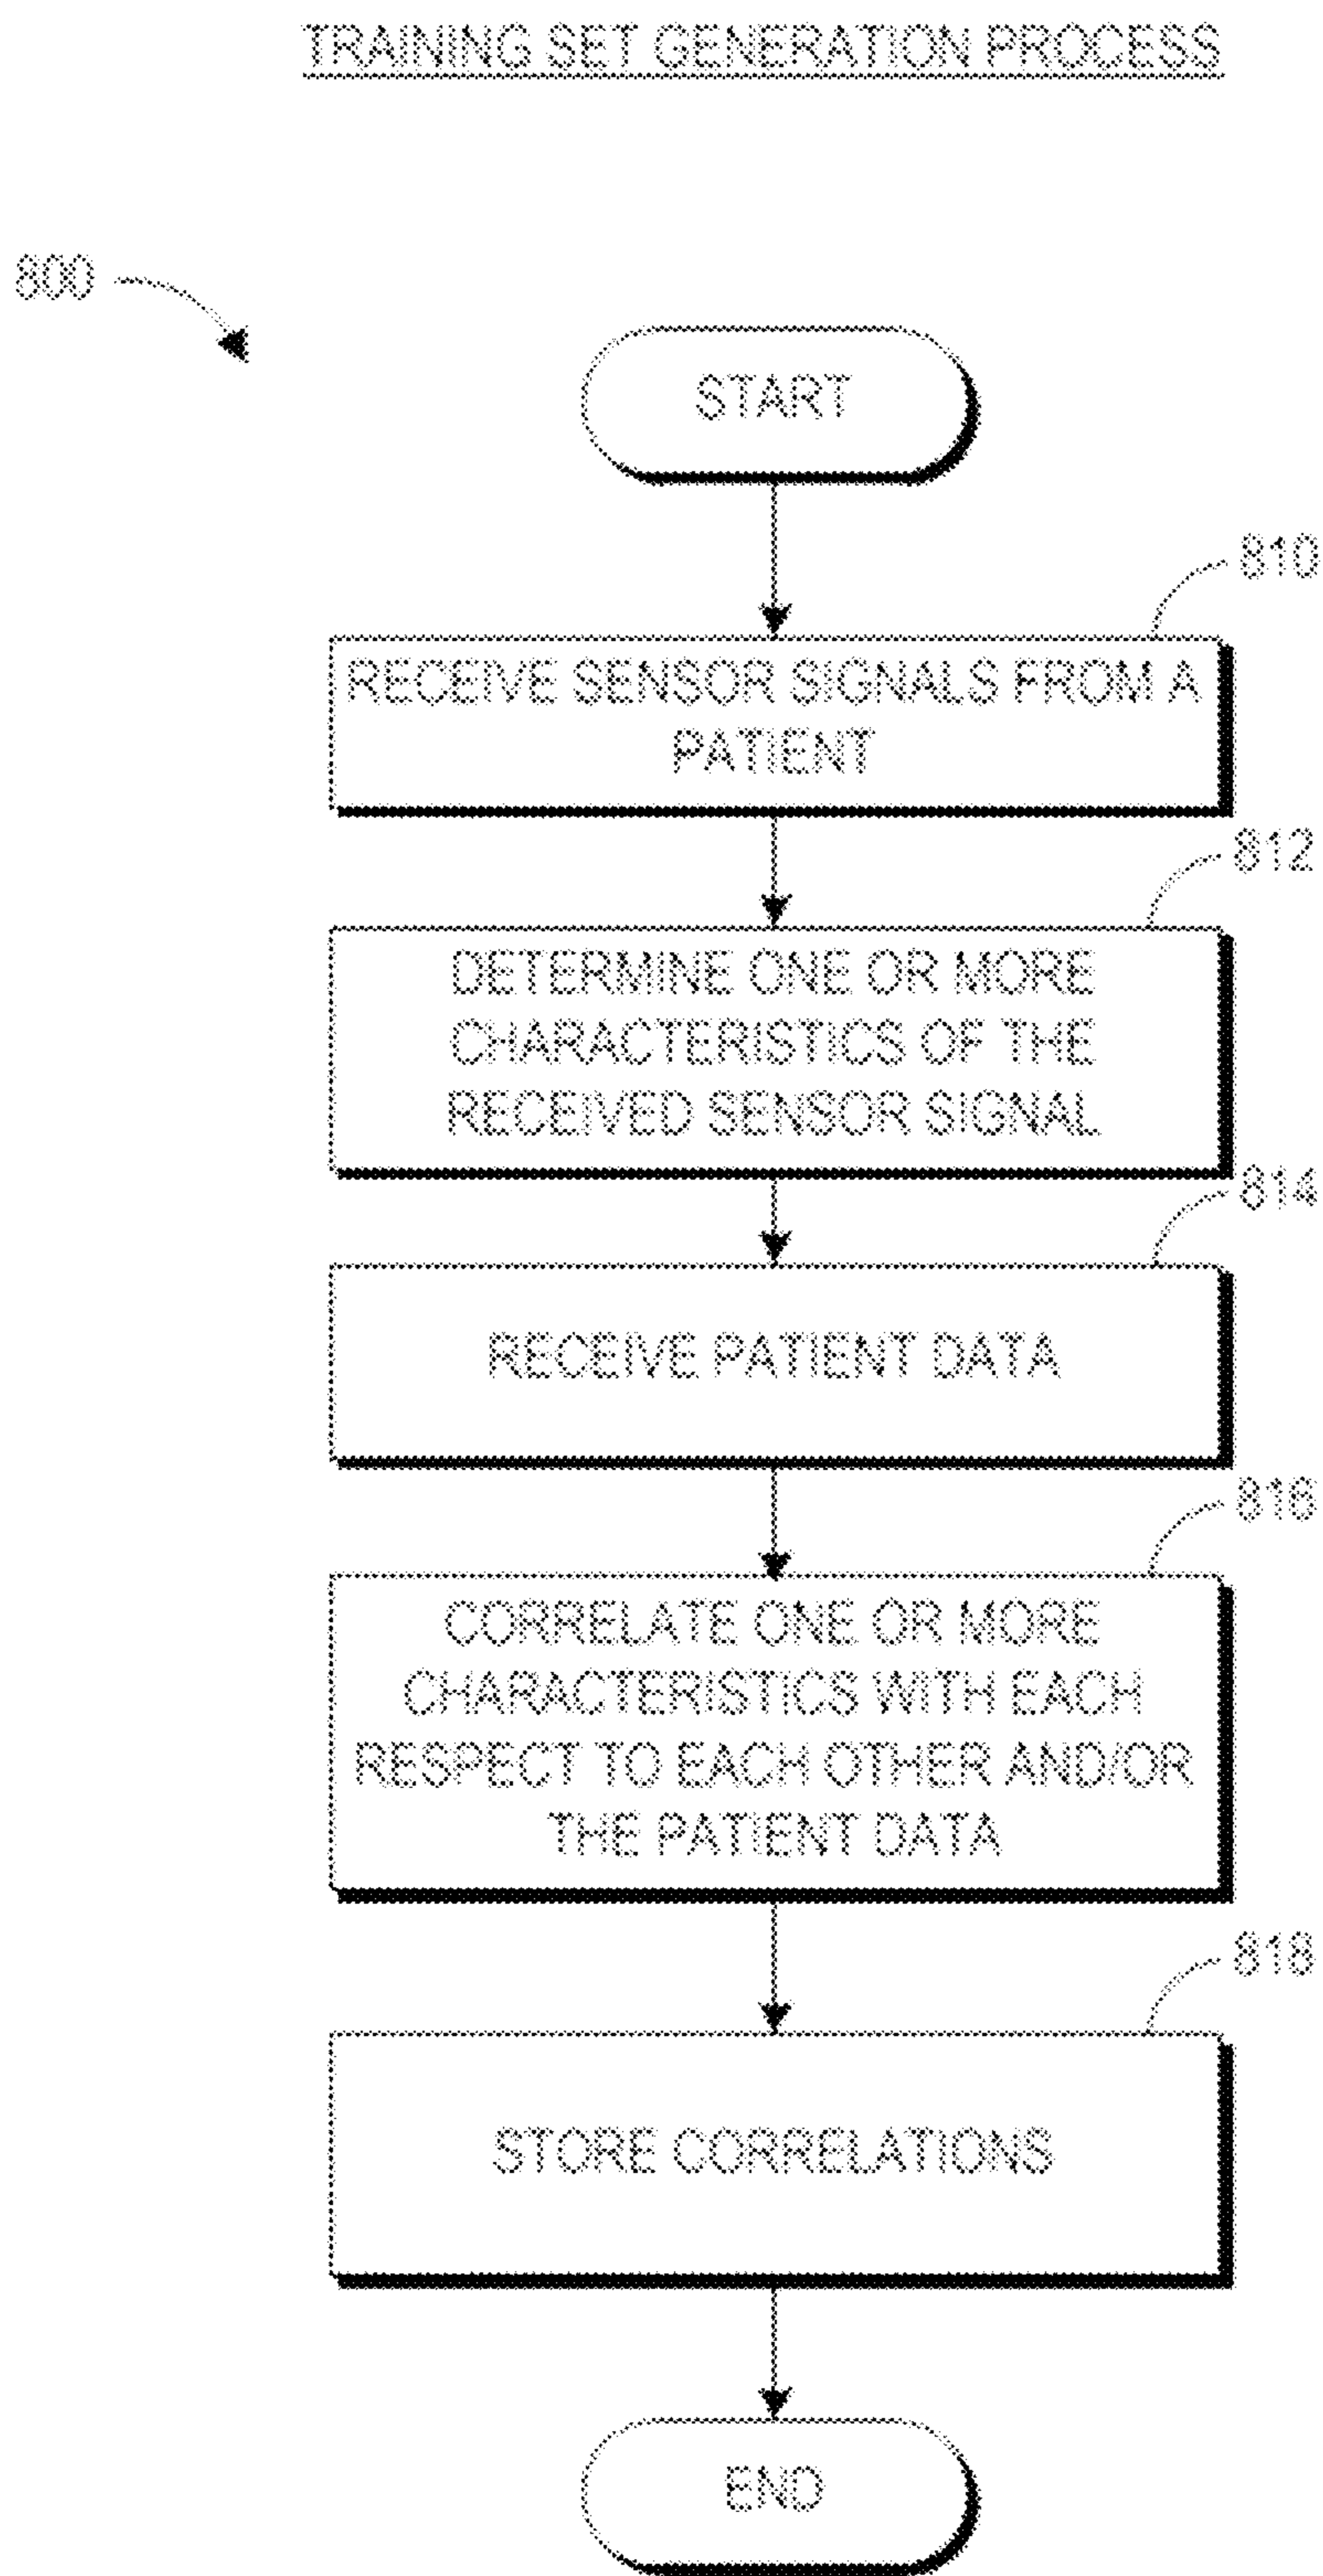 TRAINING SET GENERATION PROCESS
800
START
810
RECEIVE SENSOR SIGNALS FROM A
PATIENT
812
DETERMINE ONE OR MORE
CHARACTERISTICS OF THE
RECEIVED SENSOR SIGNAL
814
RECEIVE PATIENT DATA
816
CORRELATE ONE OR MORE
CHARACTERISTICS WITH EACH
RESPECT TO EACH OTHER AND/OR
THE PATIENT DATA
818
STORE CORRELATIONS
END